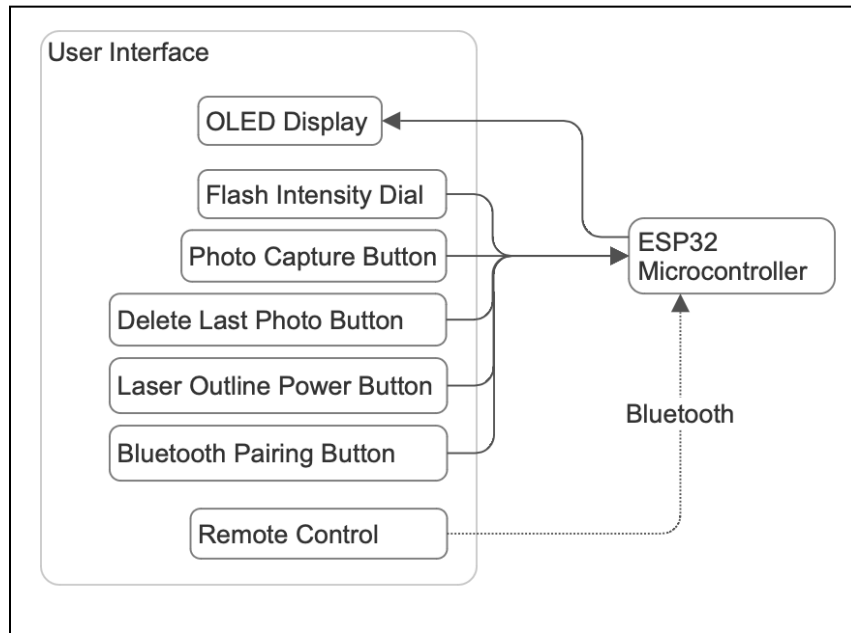 User Interface
OLED Display
Flash Intensity Dial
Photo Capture Button
Delete Last Photo Button
Laser Outline Power Button
Bluetooth Pairing Button
Remote Control
ESP32
Microcontroller
Bluetooth